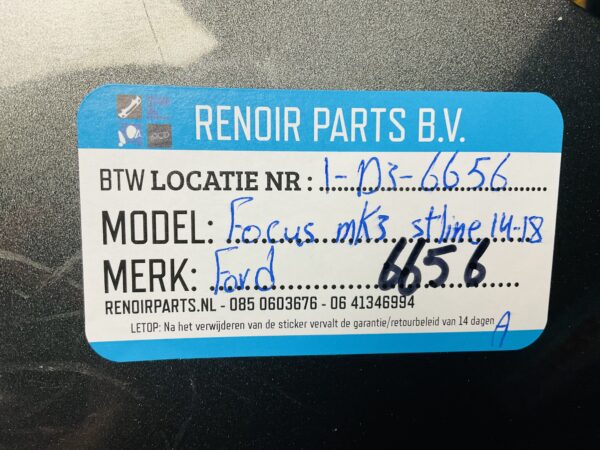 RENOIR PARTS B.V.
BTW LOCATIE NR : 1-D3-6656
MODEL: Focus mK3 stline 14-18
MERK: Ford 6656
RENOIRPARTS.NL - 085 0603676 - 06 41346994
LETOP: Na het verwijderen van de sticker vervalt de garantie/retourbeleid van 14 dagen
A